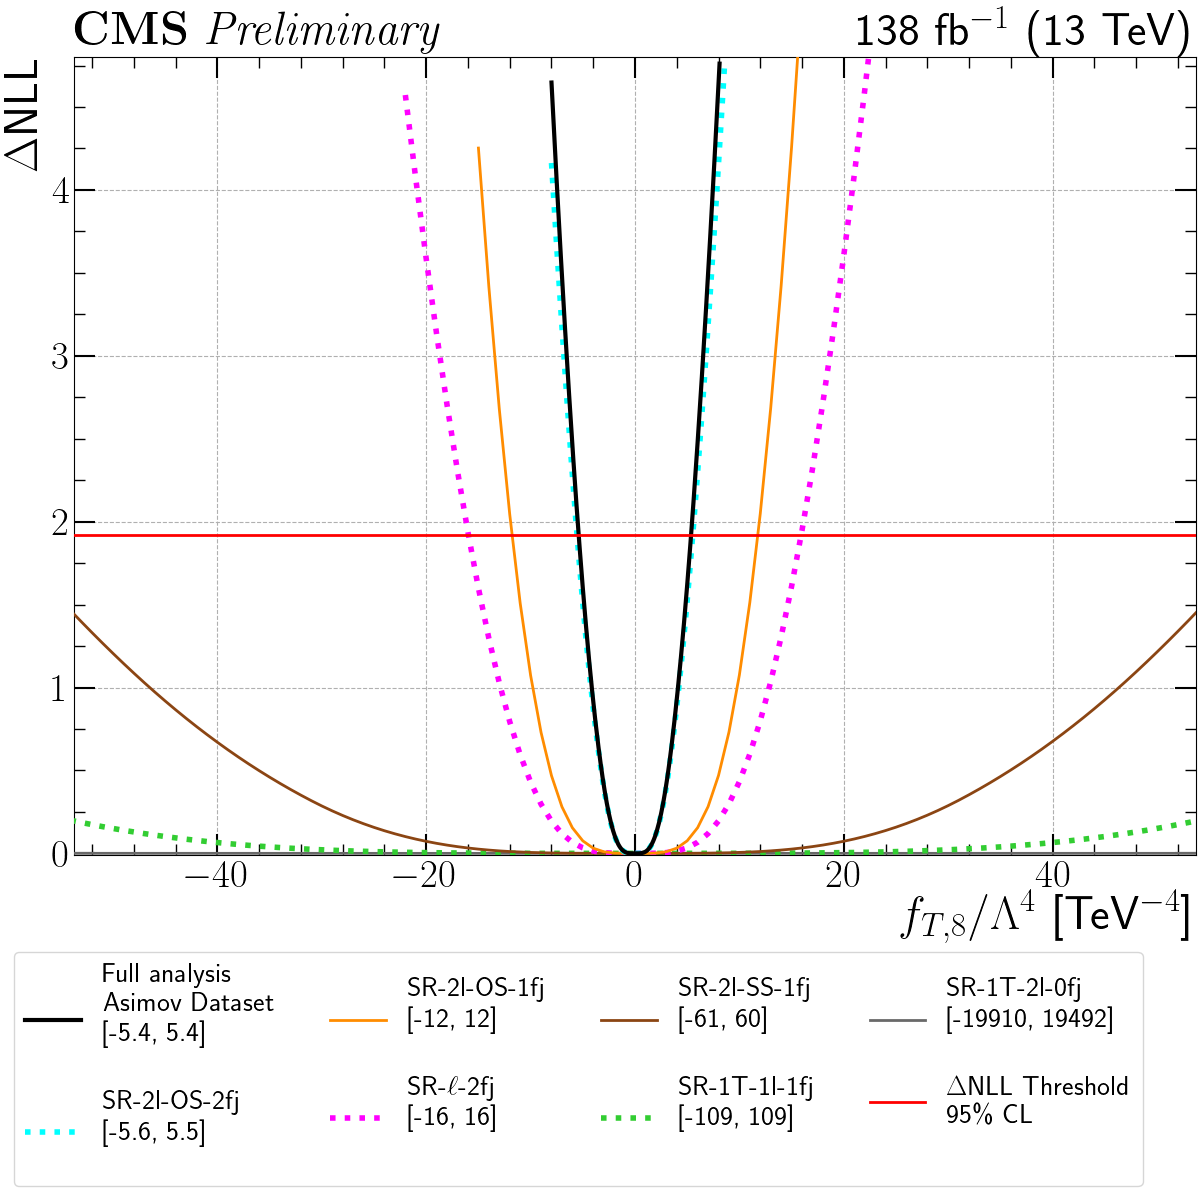 CMS Preliminary 138 fb⁻¹ (13 TeV)
ΔNLL
4
3
2
1
0
−40 −20 0 20 40
f_{T,8}/Λ⁴ [TeV⁻⁴]
Full analysis
Asimov Dataset
[-5.4, 5.4]
SR-2l-OS-2fj
[-5.6, 5.5]
SR-2l-OS-1fj
[-12, 12]
SR-ℓ-2fj
[-16, 16]
SR-2l-SS-1fj
[-61, 60]
SR-1T-1l-1fj
[-109, 109]
SR-1T-2l-0fj
[-19910, 19492]
ΔNLL Threshold
95% CL